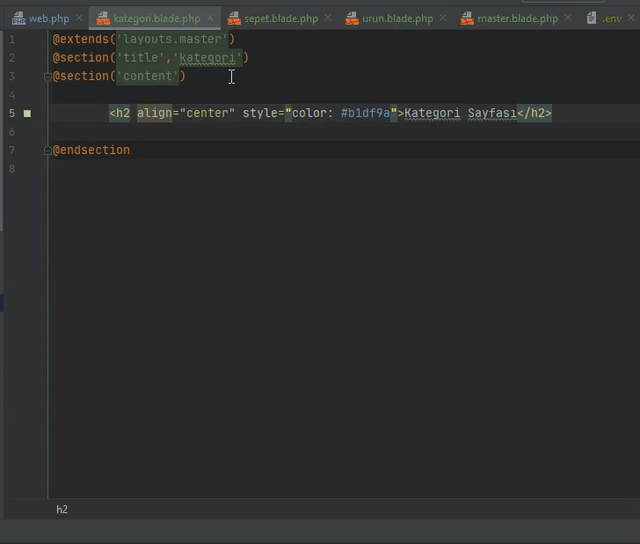 web.php kategori.blade.php sepet.blade.php urun.blade.php master.blade.php .env
1 @extends('layouts.master')
2 @section('title','kategori')
3 @section('content')
4
5 <h2 align="center" style="color: #b1df9a">Kategori Sayfası</h2>
6
7 @endsection
8
h2